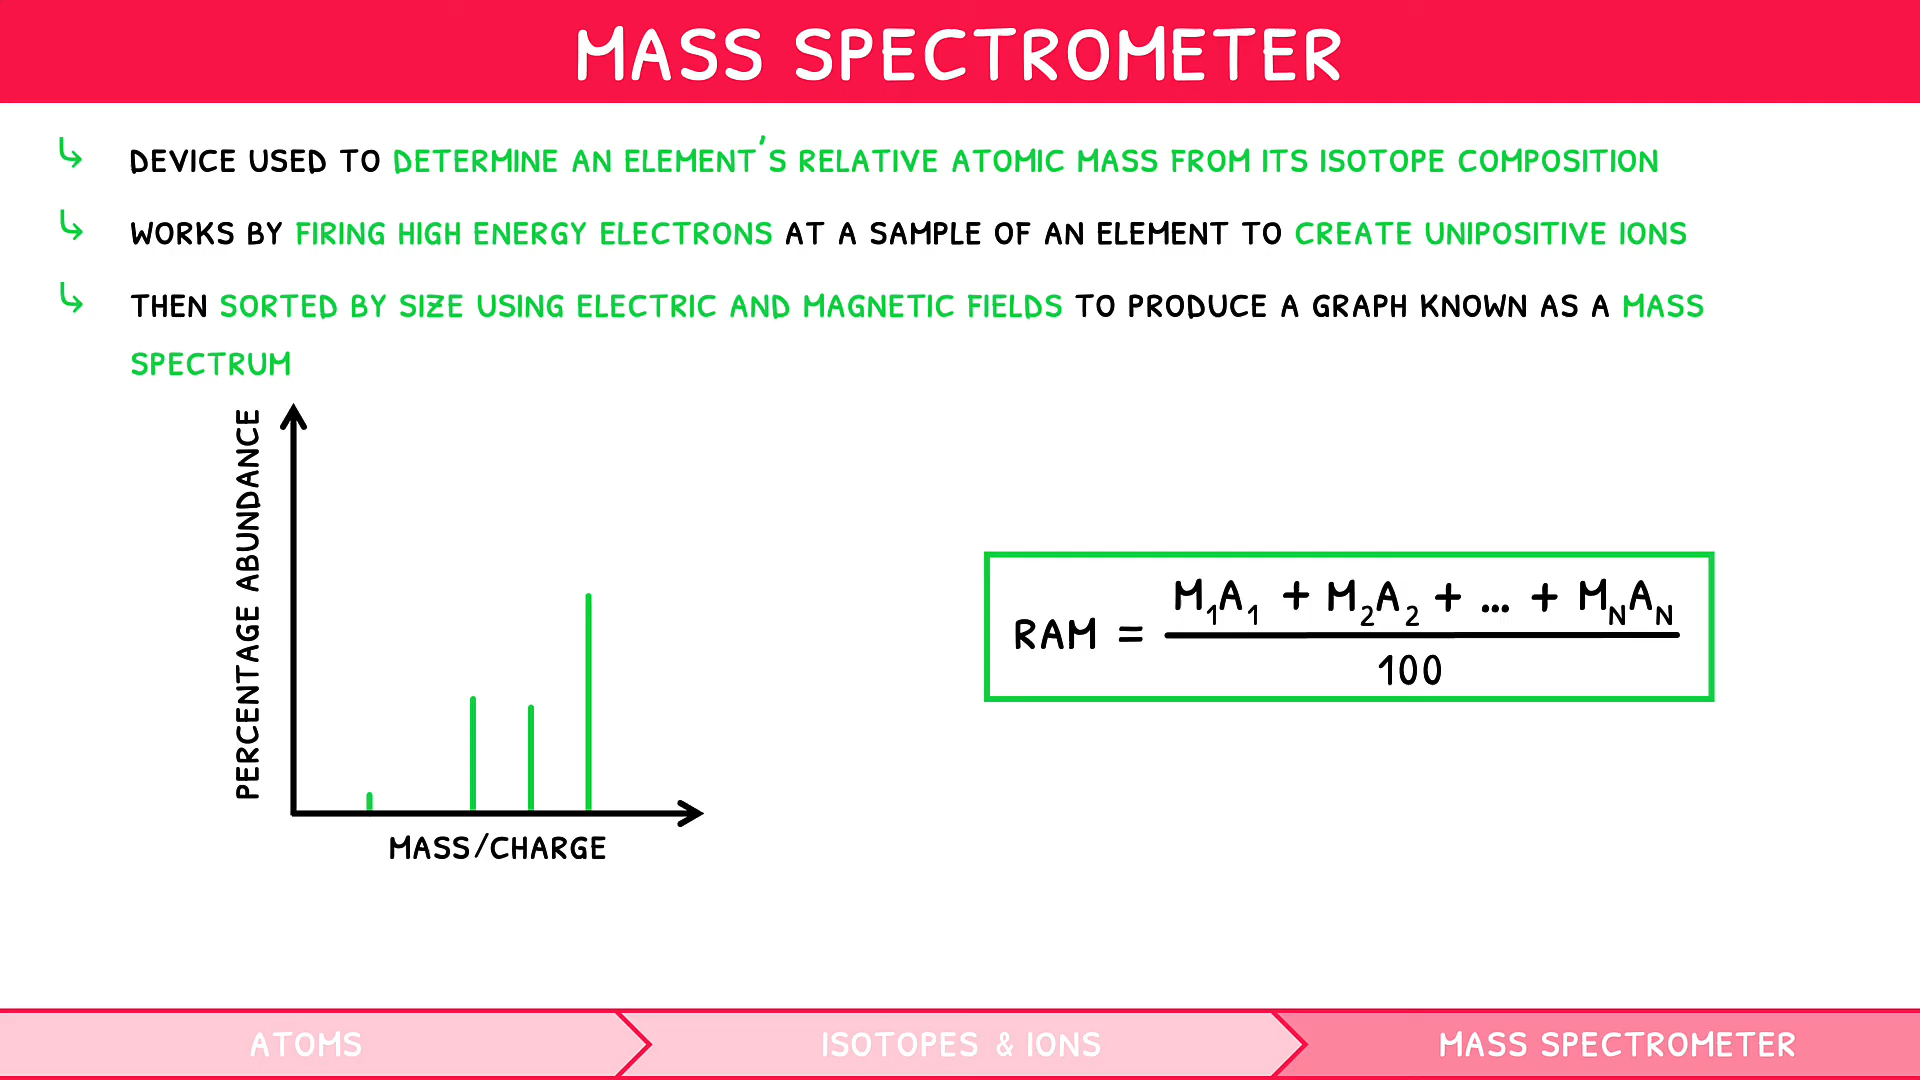 MASS SPECTROMETER
DEVICE USED TO DETERMINE AN ELEMENT'S RELATIVE ATOMIC MASS FROM ITS ISOTOPE COMPOSITION
WORKS BY FIRING HIGH ENERGY ELECTRONS AT A SAMPLE OF AN ELEMENT TO CREATE UNIPOSITIVE IONS
THEN SORTED BY SIZE USING ELECTRIC AND MAGNETIC FIELDS TO PRODUCE A GRAPH KNOWN AS A MASS
SPECTRUM
PERCENTAGE ABUNDANCE
MASS/CHARGE
RAM = M₁A₁ + M₂A₂ + ... + M_N A_N
100
ATOMS
ISOTOPES & IONS
MASS SPECTROMETER